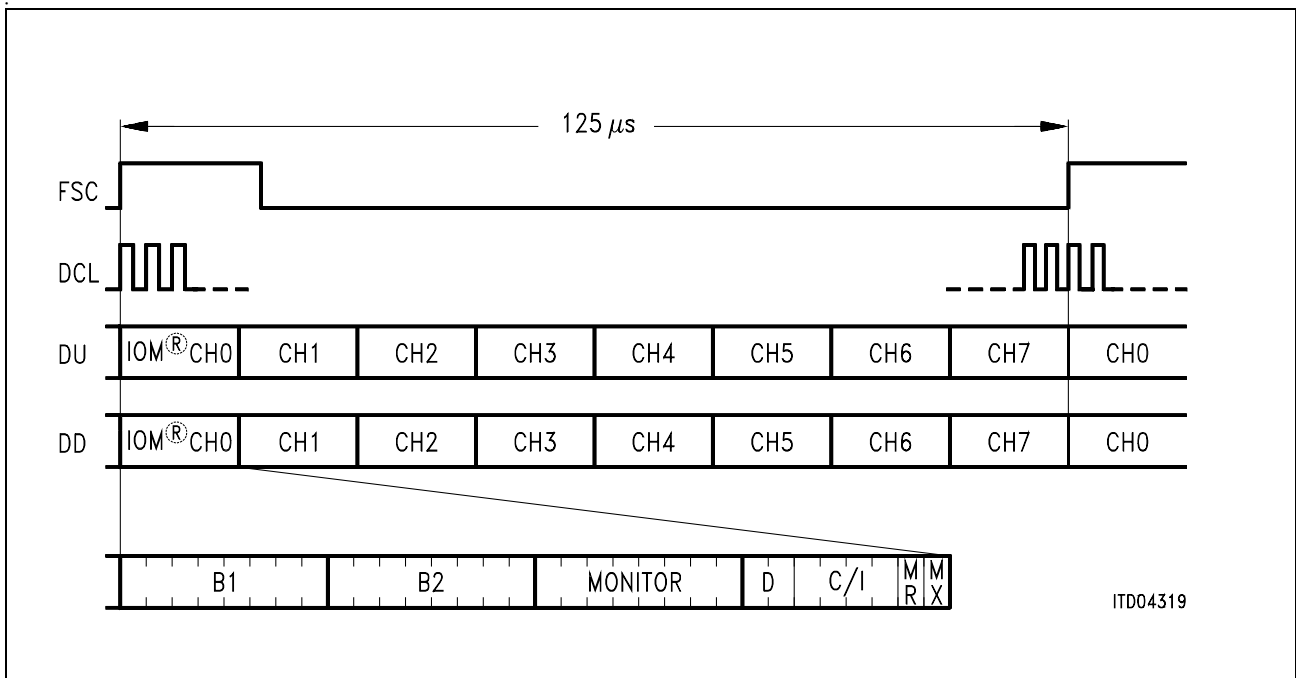 125 μs
FSC
DCL
DU IOM® CH0 CH1 CH2 CH3 CH4 CH5 CH6 CH7 CH0
DD IOM® CH0 CH1 CH2 CH3 CH4 CH5 CH6 CH7 CH0
B1 B2 MONITOR D C/I MR MX
ITD04319